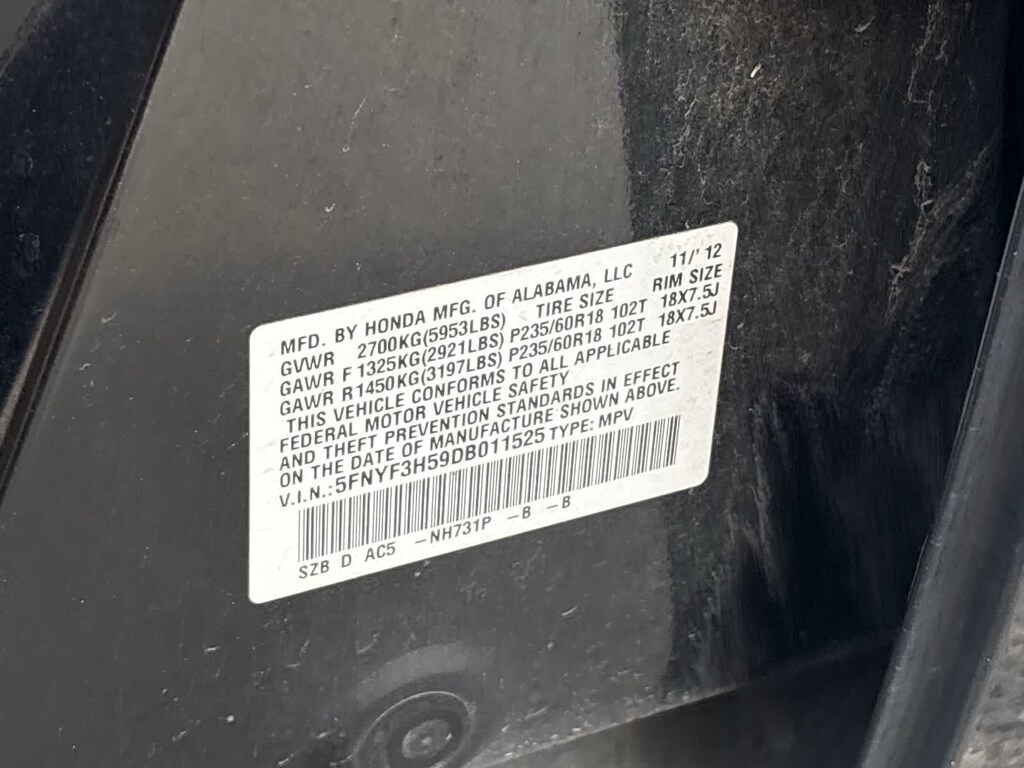 MFD. BY HONDA MFG. OF ALABAMA, LLC 11/'12
GVWR 2700KG(5953LBS) TIRE SIZE RIM SIZE
GAWR F 1325KG(2921LBS) P235/60R18 102T 18X7.5J
GAWR R1450KG(3197LBS) P235/60R18 102T 18X7.5J
THIS VEHICLE CONFORMS TO ALL APPLICABLE
FEDERAL MOTOR VEHICLE SAFETY
AND THEFT PREVENTION STANDARDS IN EFFECT
ON THE DATE OF MANUFACTURE SHOWN ABOVE.
V.I.N.:5FNYF3H59DB011525 TYPE: MPV
SZB D AC5 -NH731P -B -B